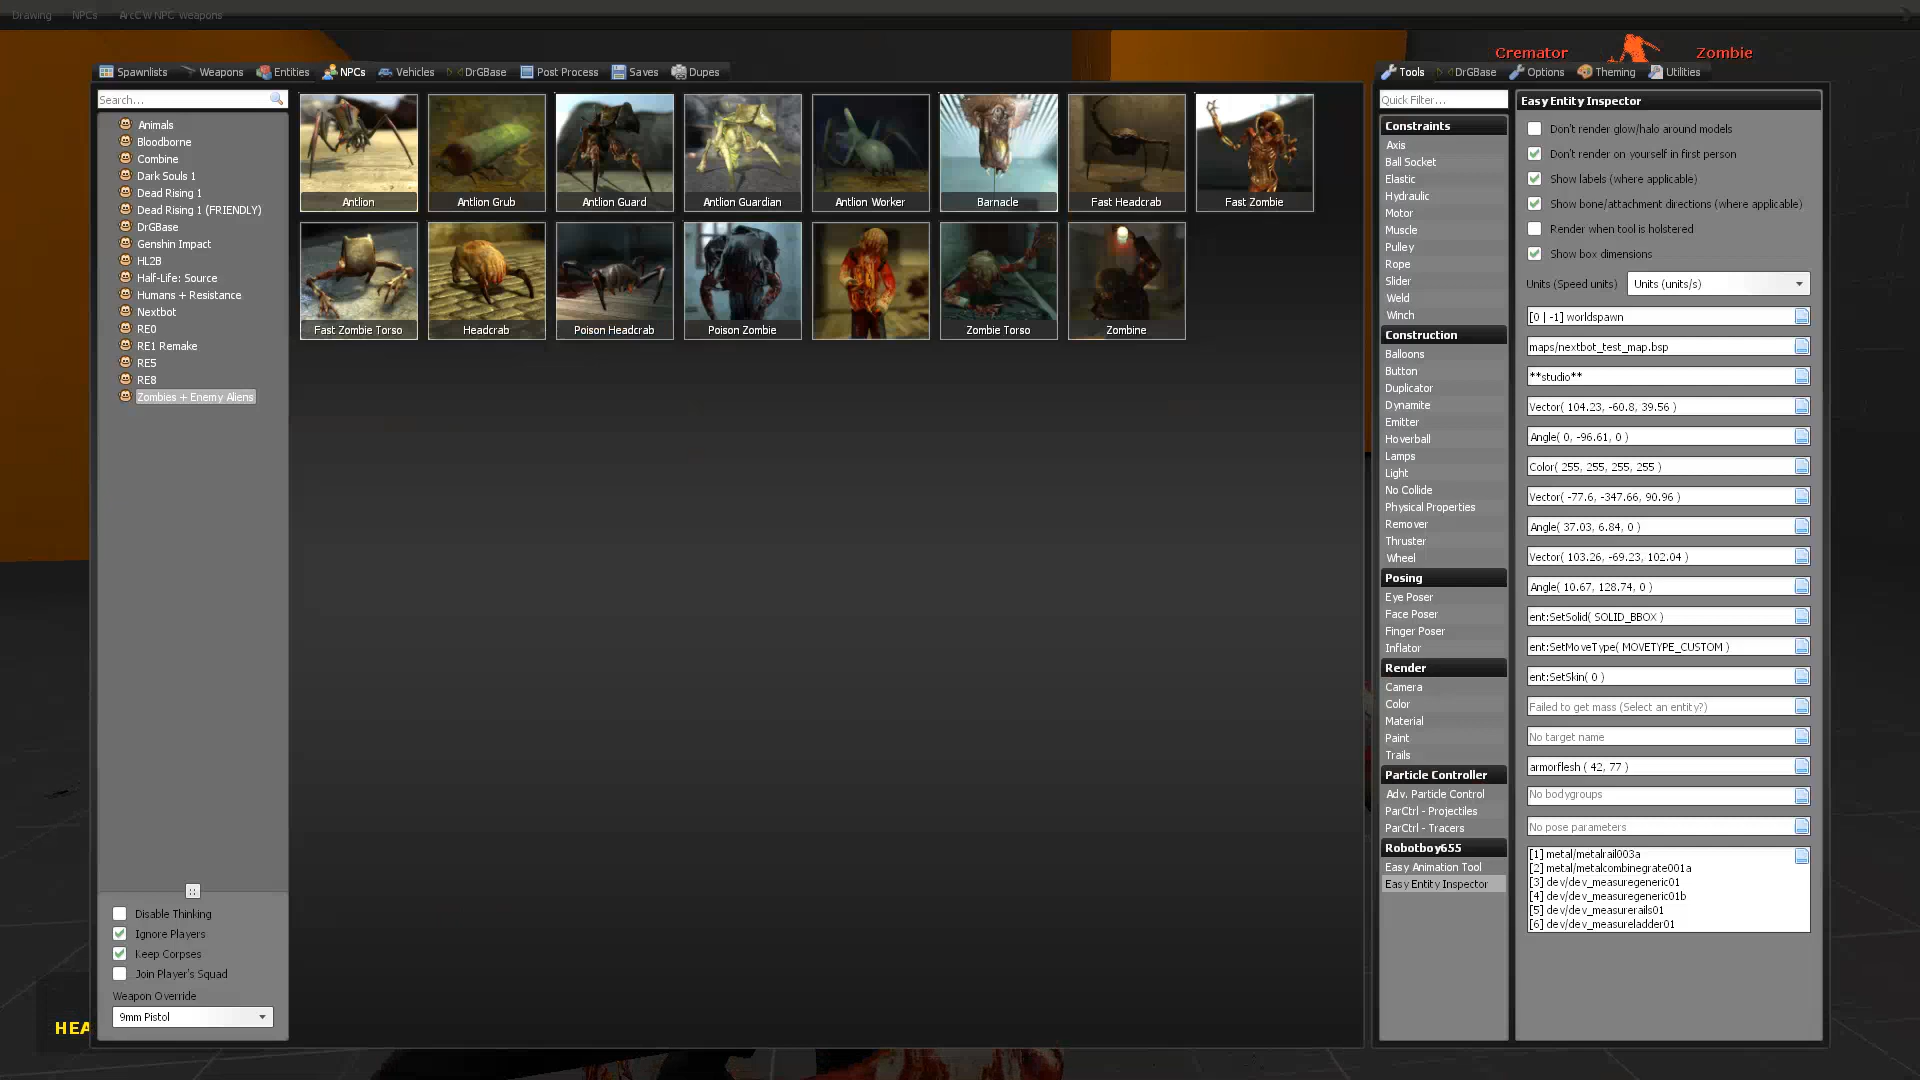 Drawing NPCs ArcCW NPC Weapons
Cremator Zombie
Spawnlists Weapons Entities NPCs Vehicles DrGBase Post Process Saves Dupes
Tools DrGBase Options Theming Utilities
Search...
Animals
Bloodborne
Combine
Dark Souls 1
Dead Rising 1
Dead Rising 1 (FRIENDLY)
DrGBase
Genshin Impact
HL2B
Half-Life: Source
Humans + Resistance
Nextbot
RE0
RE1 Remake
RE5
RE8
Zombies + Enemy Aliens
Disable Thinking
Ignore Players
Keep Corpses
Join Player's Squad
Weapon Override
9mm Pistol
HEA
Antlion Antlion Grub Antlion Guard Antlion Guardian Antlion Worker Barnacle Fast Headcrab Fast Zombie
Fast Zombie Torso Headcrab Poison Headcrab Poison Zombie Zombie Torso Zombine
Quick Filter...
Constraints
Axis
Ball Socket
Elastic
Hydraulic
Motor
Muscle
Pulley
Rope
Slider
Weld
Winch
Construction
Balloons
Button
Duplicator
Dynamite
Emitter
Hoverball
Lamps
Light
No Collide
Physical Properties
Remover
Thruster
Wheel
Posing
Eye Poser
Face Poser
Finger Poser
Inflator
Render
Camera
Color
Material
Paint
Trails
Particle Controller
Adv. Particle Control
ParCtrl - Projectiles
ParCtrl - Tracers
Robotboy655
Easy Animation Tool
Easy Entity Inspector
Easy Entity Inspector
Don't render glow/halo around models
Don't render on yourself in first person
Show labels (where applicable)
Show bone/attachment directions (where applicable)
Render when tool is holstered
Show box dimensions
Units (Speed units) Units (units/s)
[0 | -1] worldspawn
maps/nextbot_test_map.bsp
**studio**
Vector( 104.23, -60.8, 39.56 )
Angle( 0, -96.61, 0 )
Color( 255, 255, 255, 255 )
Vector( -77.6, -347.66, 90.96 )
Angle( 37.03, 6.84, 0 )
Vector( 103.26, -69.23, 102.04 )
Angle( 10.67, 128.74, 0 )
ent:SetSolid( SOLID_BBOX )
ent:SetMoveType( MOVETYPE_CUSTOM )
ent:SetSkin( 0 )
Failed to get mass (Select an entity?)
No target name
armorflesh ( 42, 77 )
No bodygroups
No pose parameters
[1] metal/metalrail003a
[2] metal/metalcombinegrate001a
[3] dev/dev_measuregeneric01
[4] dev/dev_measuregeneric01b
[5] dev/dev_measurerails01
[6] dev/dev_measureladder01